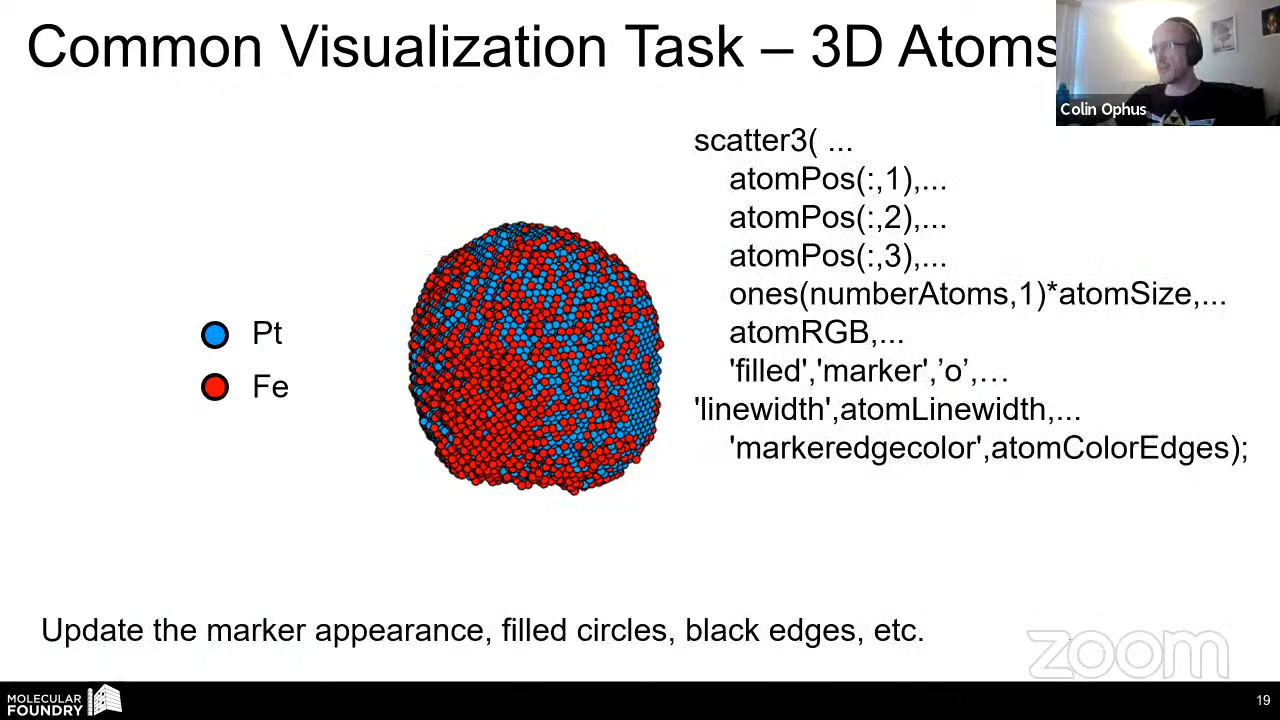 Common Visualization Task – 3D Atoms
Colin Ophus
scatter3( ...
atomPos(:,1),...
atomPos(:,2),...
atomPos(:,3),...
ones(numberAtoms,1)*atomSize,...
atomRGB,...
'filled','marker',’o’,…
'linewidth',atomLinewidth,...
'markeredgecolor',atomColorEdges);
Pt
Fe
Update the marker appearance, filled circles, black edges, etc.
zoom
MOLECULAR
FOUNDRY
19